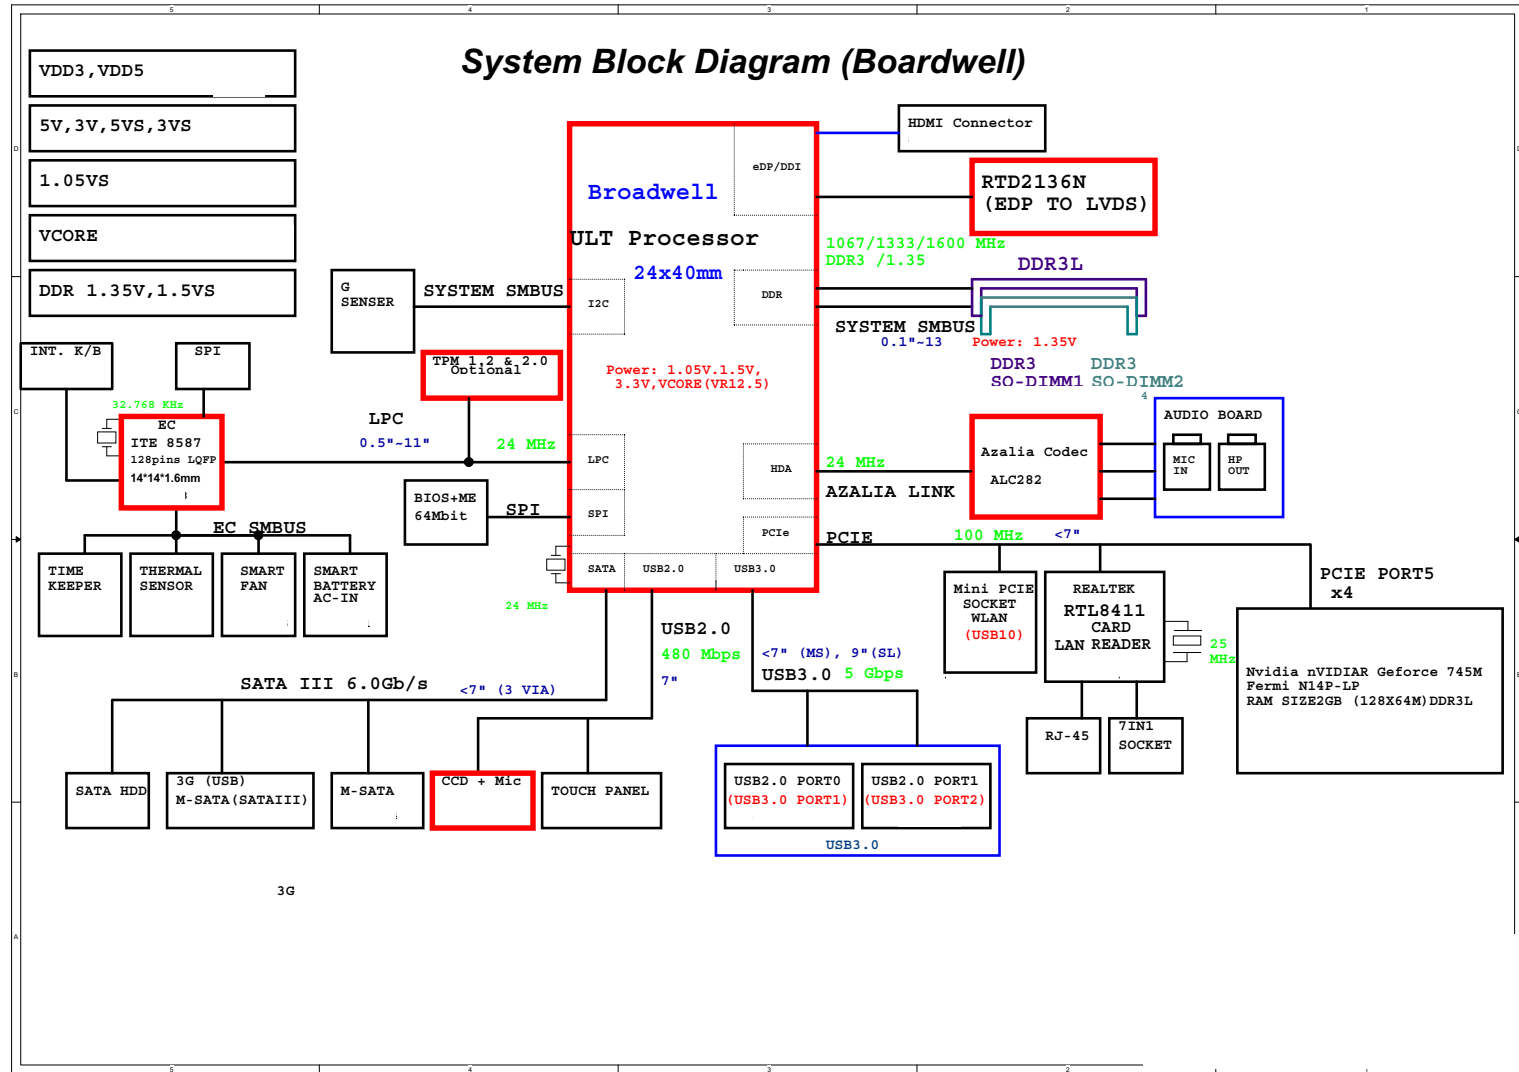 5 4 3 2 1
System Block Diagram (Boardwell)
VDD3,VDD5
5V,3V,5VS,3VS
1.05VS
VCORE
DDR 1.35V,1.5VS
D
D
HDMI Connector
eDP/DDI
Broadwell
ULT Processor
24x40mm
RTD2136N
(EDP TO LVDS)
1067/1333/1600 MHz
DDR3 /1.35
DDR3L
G
SENSER
SYSTEM SMBUS
I2C
DDR
SYSTEM SMBUS
0.1"~13
Power: 1.35V
DDR3
SO-DIMM1
DDR3
SO-DIMM2
4
INT. K/B
SPI
TPM 1.2 & 2.0
Optional
Power: 1.05V.1.5V,
3.3V,VCORE(VR12.5)
C
C
32.768 KHz
EC
ITE 8587
128pins LQFP
14*14*1.6mm
LPC
0.5"~11"
24 MHz
LPC
HDA
24 MHz
AZALIA LINK
Azalia Codec
ALC282
AUDIO BOARD
MIC
IN
HP
OUT
BIOS+ME
64Mbit
SPI
SPI
PCIe
PCIE
100 MHz
<7"
EC SMBUS
SATA
USB2.0
USB3.0
24 MHz
TIME
KEEPER
THERMAL
SENSOR
SMART
FAN
SMART
BATTERY
AC-IN
Mini PCIE
SOCKET
WLAN
(USB10)
REALTEK
RTL8411
CARD
LAN READER
25
MHz
PCIE PORT5
x4
Nvidia nVIDIAR Geforce 745M
Fermi N14P-LP
RAM SIZE2GB (128X64M)DDR3L
USB2.0
480 Mbps
7"
<7" (MS), 9"(SL)
USB3.0
5 Gbps
SATA III 6.0Gb/s
<7" (3 VIA)
B
B
RJ-45
7IN1
SOCKET
SATA HDD
3G (USB)
M-SATA(SATAIII)
M-SATA
CCD + Mic
TOUCH PANEL
USB2.0 PORT0
(USB3.0 PORT1)
USB2.0 PORT1
(USB3.0 PORT2)
USB3.0
3G
A
5 4 3 2 1